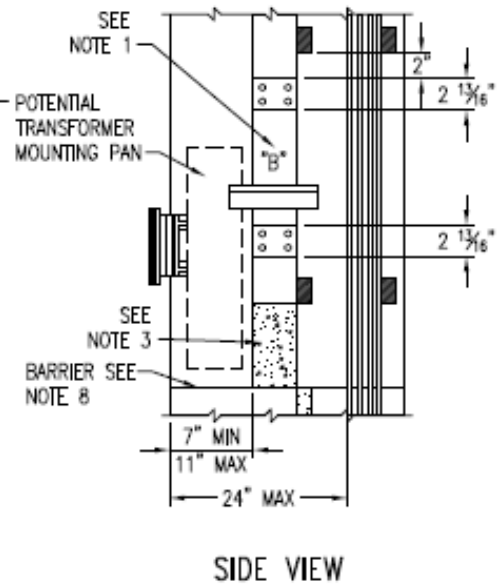 SEE
NOTE 1
POTENTIAL
TRANSFORMER
MOUNTING PAN
"B"
2"
2 13/16"
2 13/16"
SEE
NOTE 3
BARRIER SEE
NOTE 8
7" MIN
11" MAX
24" MAX
SIDE VIEW